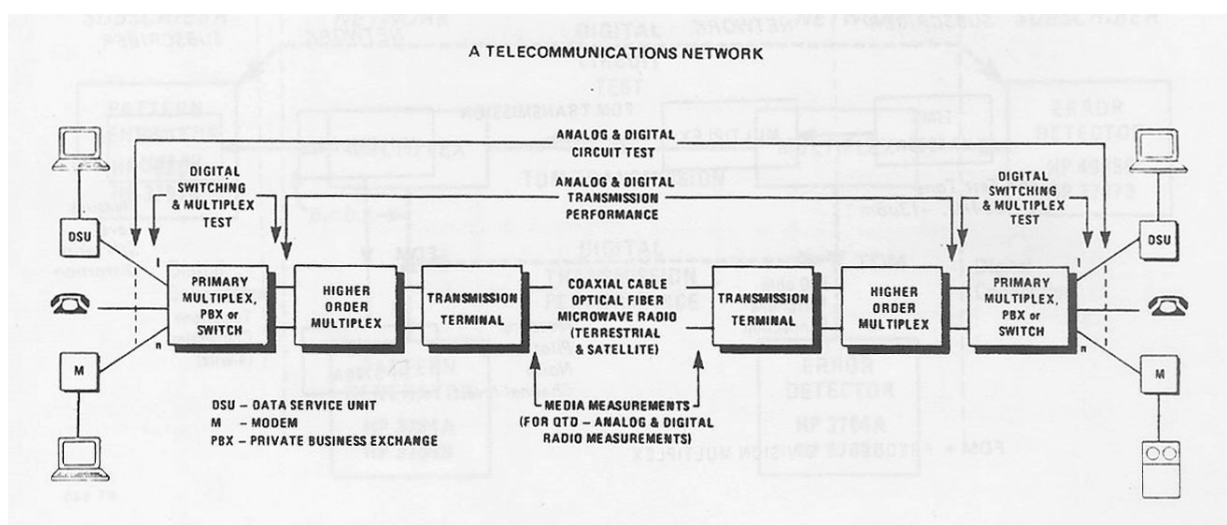 A TELECOMMUNICATIONS NETWORK
ANALOG & DIGITAL
CIRCUIT TEST
DIGITAL
SWITCHING
& MULTIPLEX
TEST
ANALOG & DIGITAL
TRANSMISSION
PERFORMANCE
DIGITAL
SWITCHING
& MULTIPLEX
TEST
DSU
DSU
1
PRIMARY
MULTIPLEX,
PBX or
SWITCH
n
HIGHER
ORDER
MULTIPLEX
TRANSMISSION
TERMINAL
COAXIAL CABLE
OPTICAL FIBER
MICROWAVE RADIO
(TERRESTRIAL
& SATELLITE)
TRANSMISSION
TERMINAL
HIGHER
ORDER
MULTIPLEX
PRIMARY
MULTIPLEX,
PBX or
SWITCH
n
M
M
DSU – DATA SERVICE UNIT
M – MODEM
PBX – PRIVATE BUSINESS EXCHANGE
MEDIA MEASUREMENTS
(FOR QTD – ANALOG & DIGITAL
RADIO MEASUREMENTS)